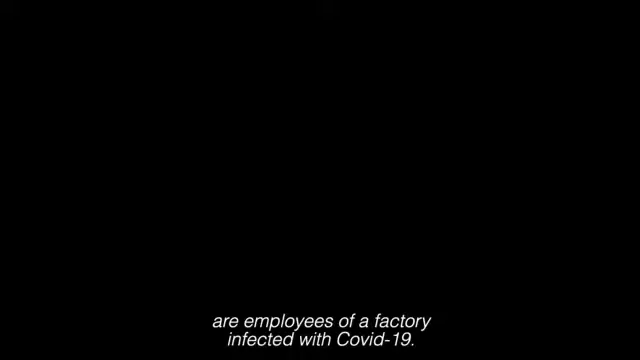 are employees of a factory
infected with Covid-19.